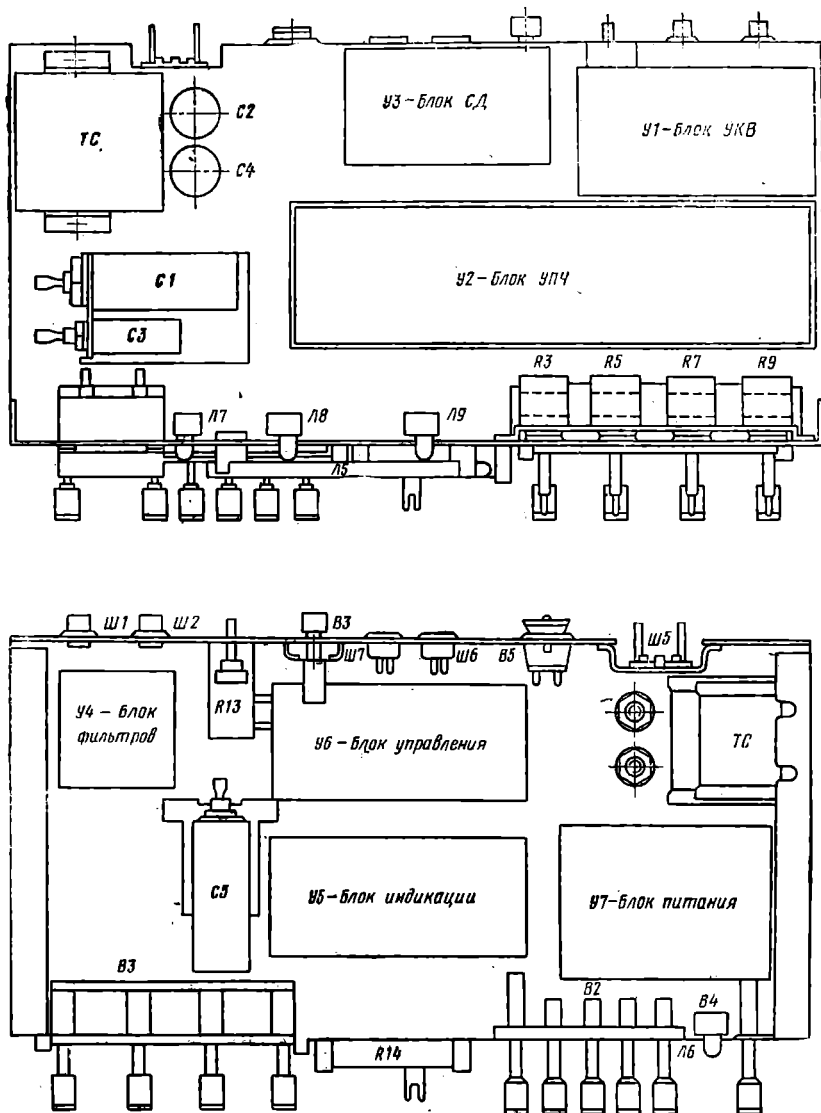 У3-Блок СД
У1-Блок УКВ
ТС
С2
С4
У2-Блок УПЧ
С1
С3
R3
R5
R7
R9
Л7
Л8
Л9
Л5
Ш1
Ш2
В3
Ш7
Ш6
В5
Ш5
У4 - Блок
фильтров
R13
У6-Блок управления
ТС
С5
У5-Блок индикации
У7-Блок питания
В3
В2
В4
Л6
R14